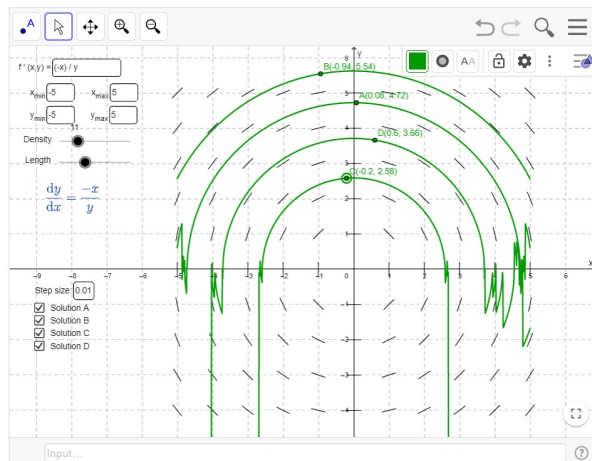 A
AA
f ' (x,y) = (-x) / y
xmin -5 xmax 5
ymin -5 ymax 5
11
Density
Length
dy/dx = -x/y
y
B(-0.94, 5.54)
A(0.08, 4.72)
D(0.6, 3.66)
C(-0.2, 2.58)
6
5
4
3
2
1
-9 -8 -7 -6 -5 -4 -3 -2 -1 0 1 2 3 4 5 6
x
-1
-2
-3
-4
Step size: 0.01
Solution A
Solution B
Solution C
Solution D
Input...